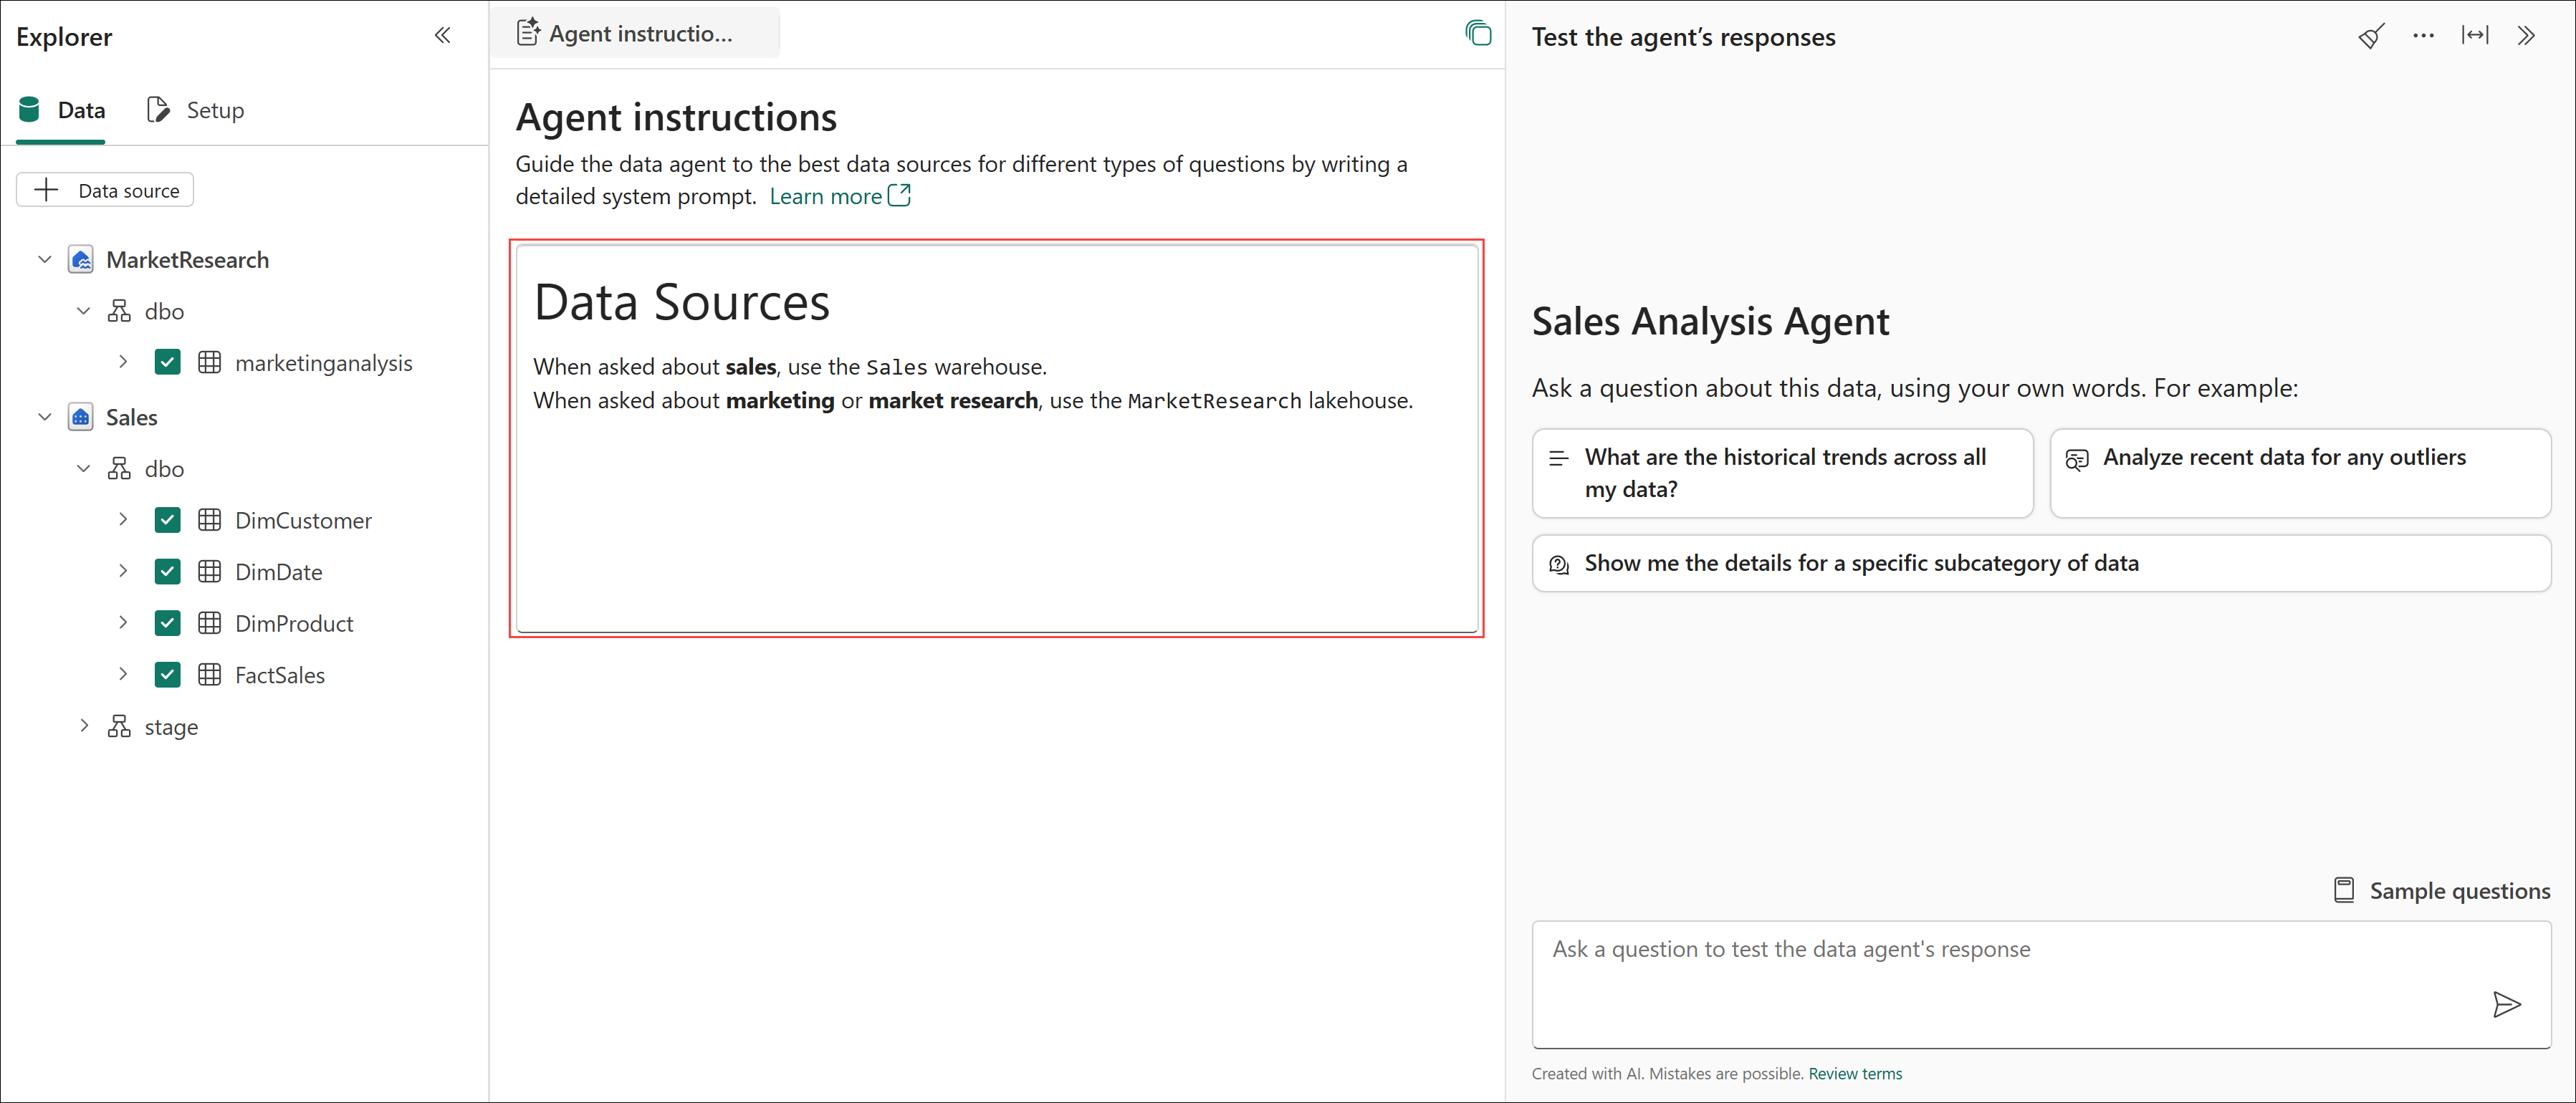 Explorer
Data
Setup
Data source
MarketResearch
dbo
marketinganalysis
Sales
dbo
DimCustomer
DimDate
DimProduct
FactSales
stage
Agent instructio...
Agent instructions
Guide the data agent to the best data sources for different types of questions by writing a
detailed system prompt. Learn more
Data Sources
When asked about sales, use the Sales warehouse.
When asked about marketing or market research, use the MarketResearch lakehouse.
Test the agent’s responses
Sales Analysis Agent
Ask a question about this data, using your own words. For example:
What are the historical trends across all
my data?
Analyze recent data for any outliers
Show me the details for a specific subcategory of data
Sample questions
Ask a question to test the data agent's response
Created with AI. Mistakes are possible. Review terms